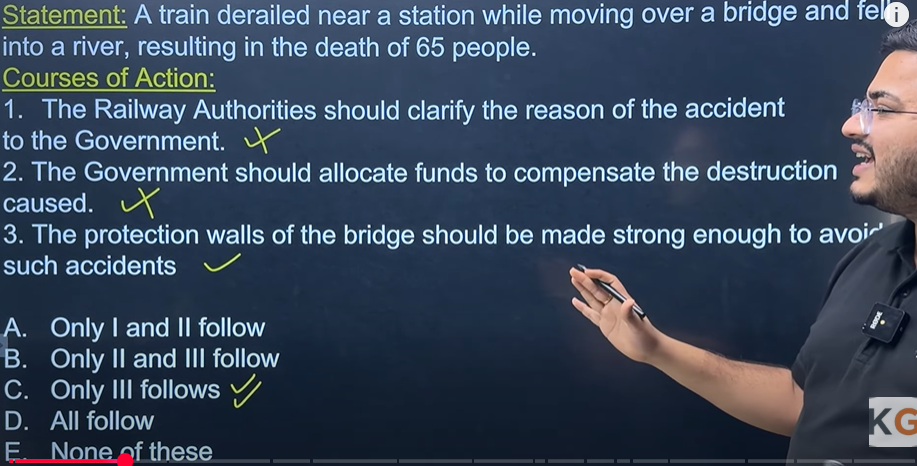 Statement: A train derailed near a station while moving over a bridge and fell
into a river, resulting in the death of 65 people.
Courses of Action:
1. The Railway Authorities should clarify the reason of the accident
to the Government.
2. The Government should allocate funds to compensate the destruction
caused.
3. The protection walls of the bridge should be made strong enough to avoid
such accidents
A. Only I and II follow
B. Only II and III follow
C. Only III follows
D. All follow
E. None of these
KG